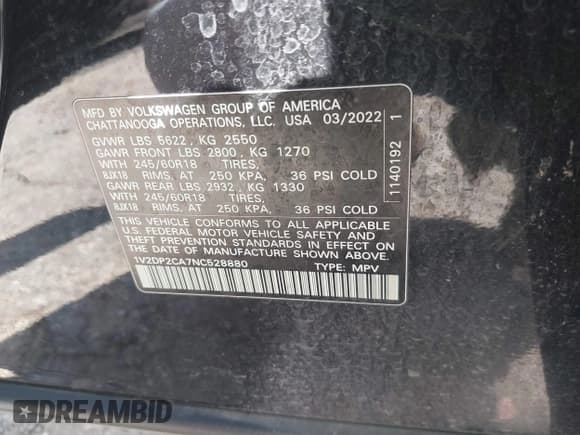 MFD BY VOLKSWAGEN GROUP OF AMERICA
CHATTANOOGA OPERATIONS, LLC. USA 03/2022
GVWR LBS 5622 , KG 2550
GAWR FRONT LBS 2800 , KG 1270
WITH 245/60R18 TIRES,
8JX18 RIMS, AT 250 KPA, 36 PSI COLD
GAWR REAR LBS 2932 , KG 1330
WITH 245/60R18 TIRES,
8JX18 RIMS, AT 250 KPA, 36 PSI COLD
THIS VEHICLE CONFORMS TO ALL APPLICABLE
U.S. FEDERAL MOTOR VEHICLE SAFETY AND
THEFT PREVENTION STANDARDS IN EFFECT ON
THE DATE OF MANUFACTURE SHOWN ABOVE.
1V2DP2CA7NC528880 TYPE: MPV
1140192 1
DREAMBID